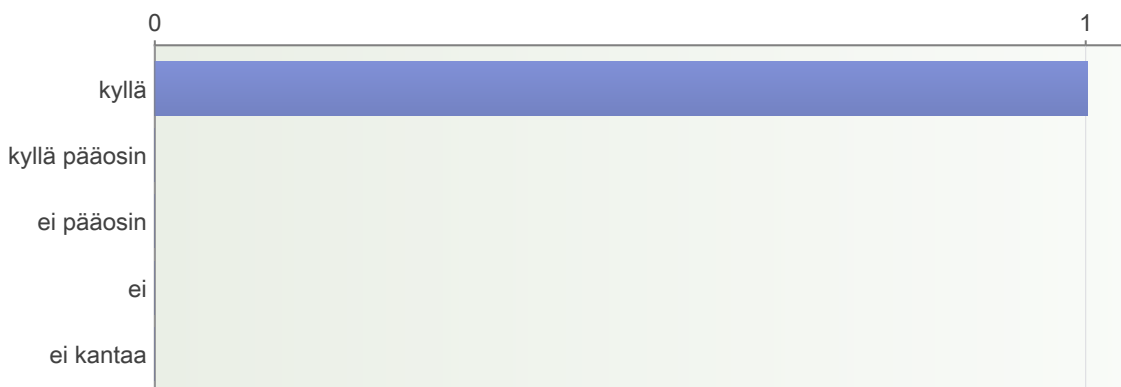 0 1
kyllä
kyllä pääosin
ei pääosin
ei
ei kantaa